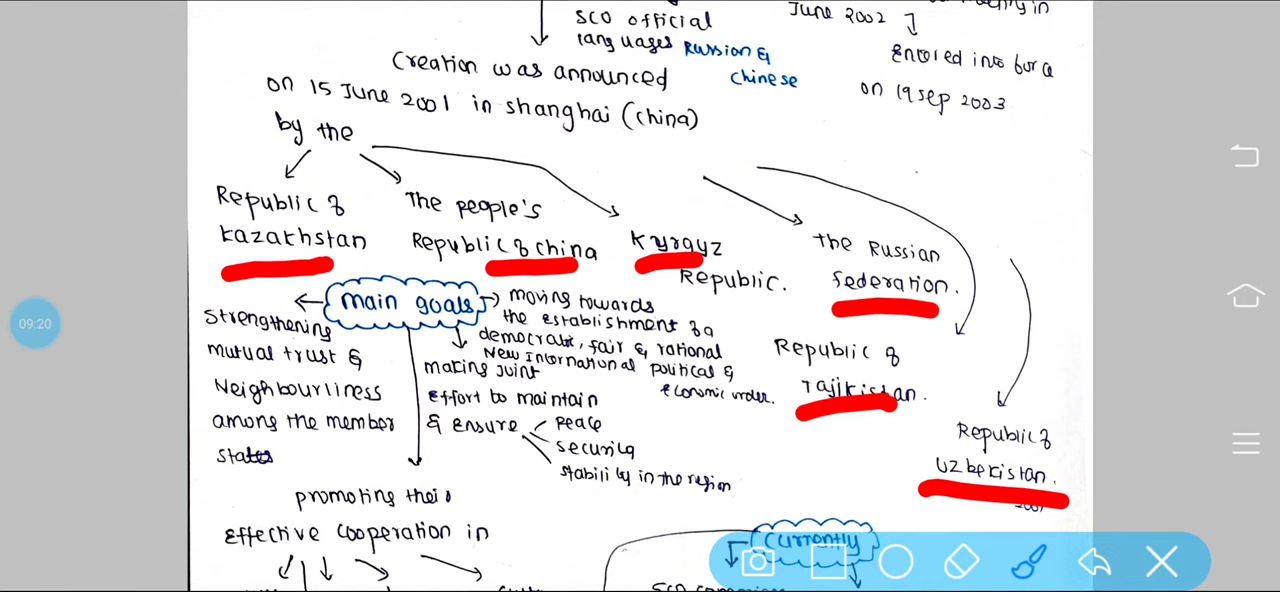 SCO official
languages Russian &
Chinese
June 2002
Entered into force
on 19 sep 2003
Creation was announced
on 15 June 2001 in shanghai (China)
by the
Republic of
Kazakhstan
The people's
Republic of China
Kyrgyz
Republic.
The Russian
federation.
Republic of
Tajikistan.
Republic of
Uzbekistan.
2001
main goals
Strengthening
mutual trust &
Neighbourliness
among the member
states
moving towards
the establishment of a
democratic, fair & rational
New International political &
economic order.
making joint
effort to maintain
& ensure
peace
security
stability in the region
promoting their
effective cooperation in
Currently
09:20